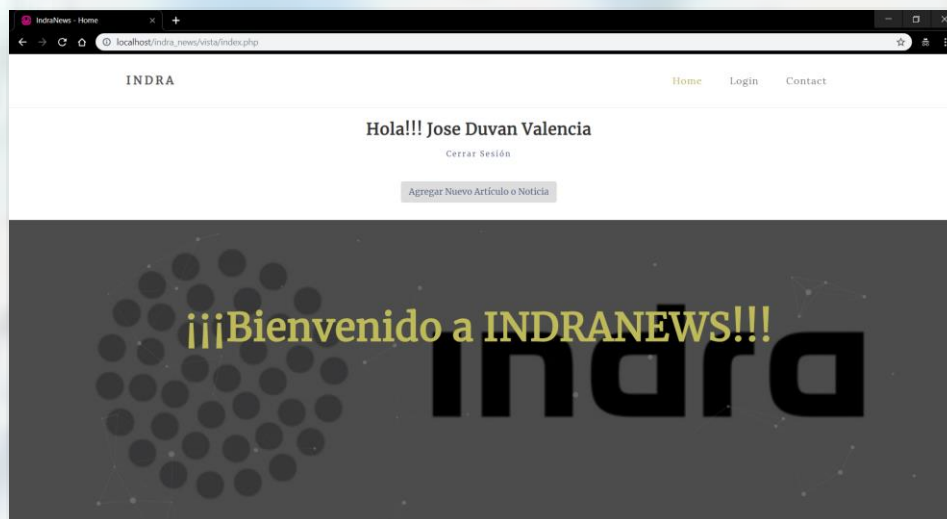 IndraNews - Home
localhost/indra_news/vista/index.php
INDRA
Home Login Contact
Hola!!! Jose Duvan Valencia
Cerrar Sesión
Agregar Nuevo Artículo o Noticia
¡¡¡Bienvenido a INDRANEWS!!!
indra